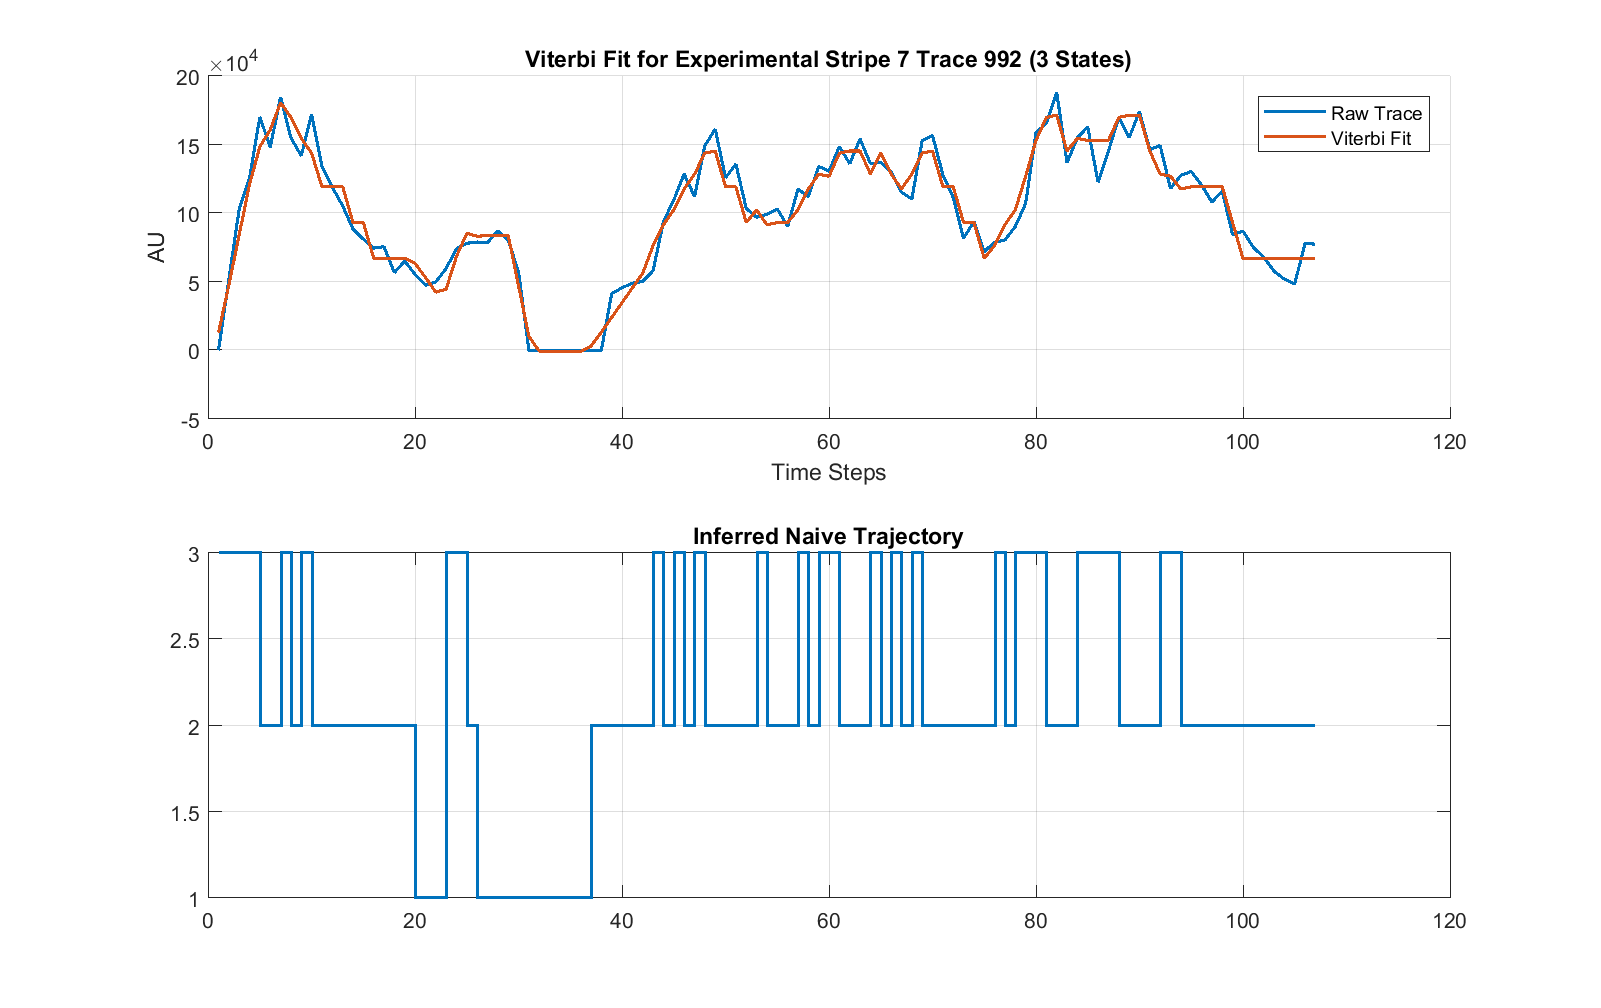 Viterbi Fit for Experimental Stripe 7 Trace 992 (3 States)
×10⁴
20
15
10
5
0
-5
AU
0 20 40 60 80 100 120
Time Steps
Raw Trace
Viterbi Fit
Inferred Naive Trajectory
3
2.5
2
1.5
1
0 20 40 60 80 100 120